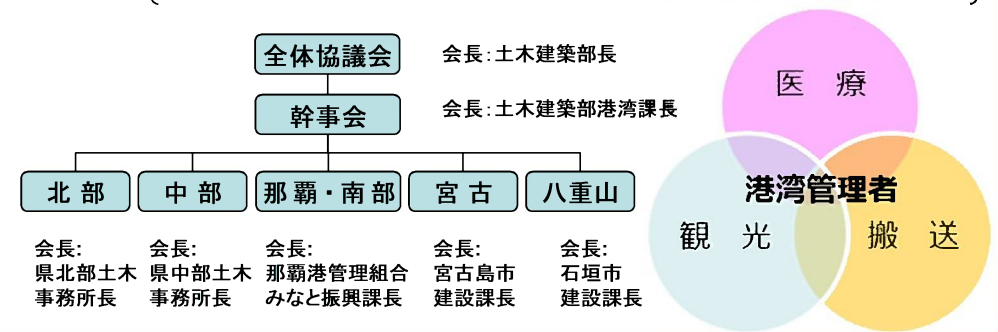 全体協議会
会長：土木建築部長
幹事会
会長：土木建築部港湾課長
北部
中部
那覇・南部
宮古
八重山
会長：
県北部土木
事務所長
会長：
県中部土木
事務所長
会長：
那覇港管理組合
みなと振興課長
会長：
宮古島市
建設課長
会長：
石垣市
建設課長
医療
港湾管理者
観光
搬送